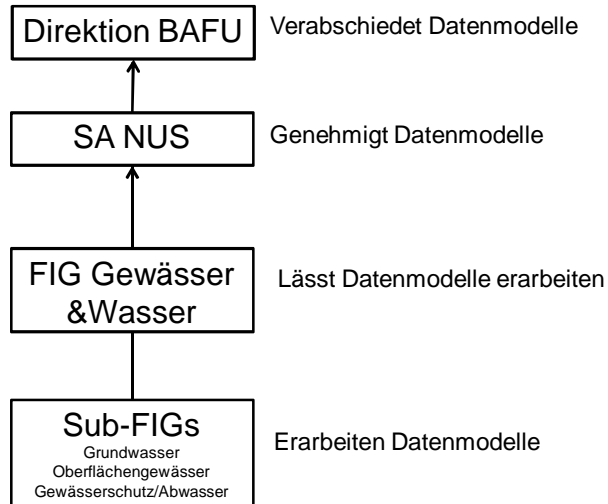 Direktion BAFU
Verabschiedet Datenmodelle
SA NUS
Genehmigt Datenmodelle
FIG Gewässer
&Wasser
Lässt Datenmodelle erarbeiten
Sub-FIGs
Grundwasser
Oberflächengewässer
Gewässerschutz/Abwasser
Erarbeiten Datenmodelle